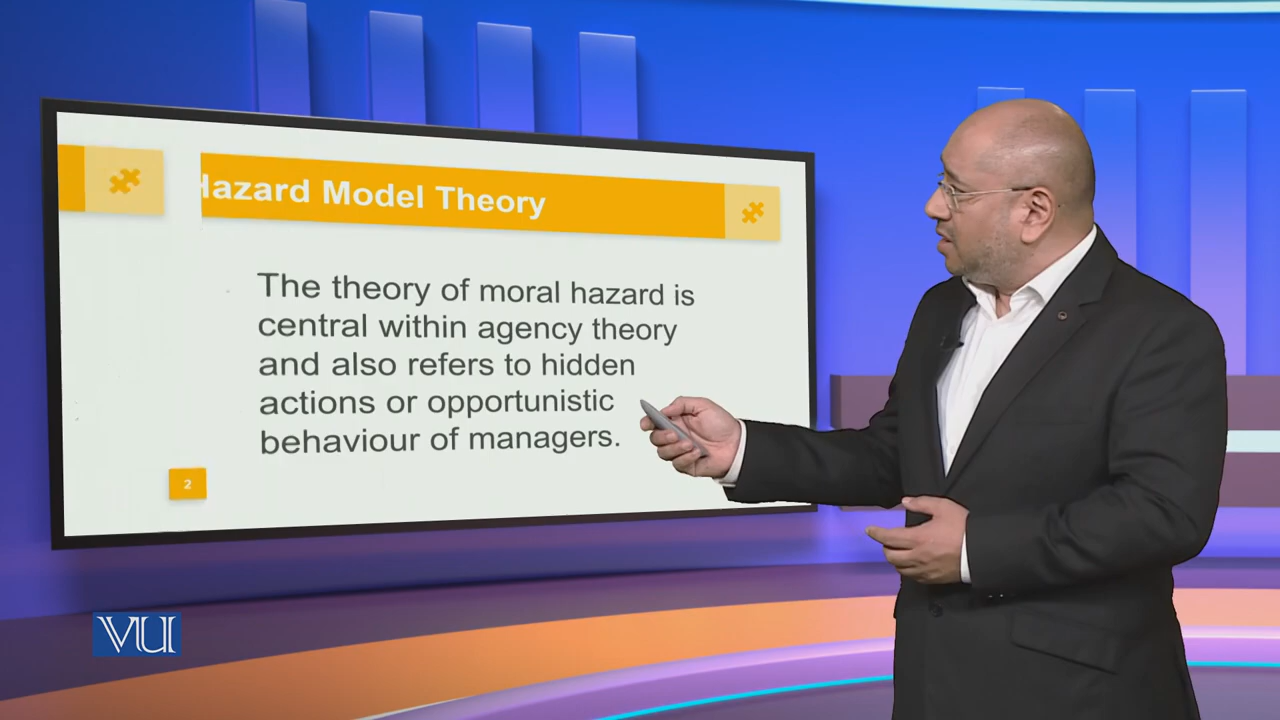 Hazard Model Theory
The theory of moral hazard is
central within agency theory
and also refers to hidden
actions or opportunistic
behaviour of managers.
2
VU